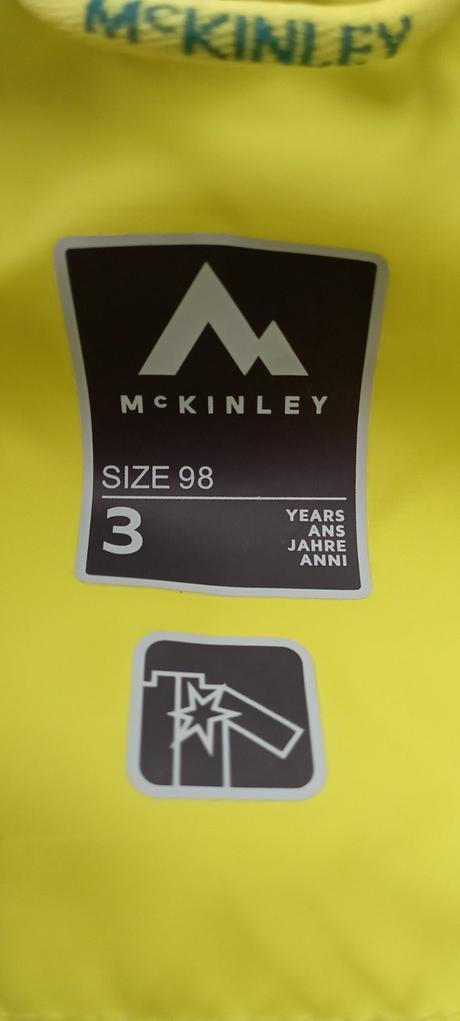 McKINLEY
McKINLEY
SIZE 98
3
YEARS
ANS
JAHRE
ANNI